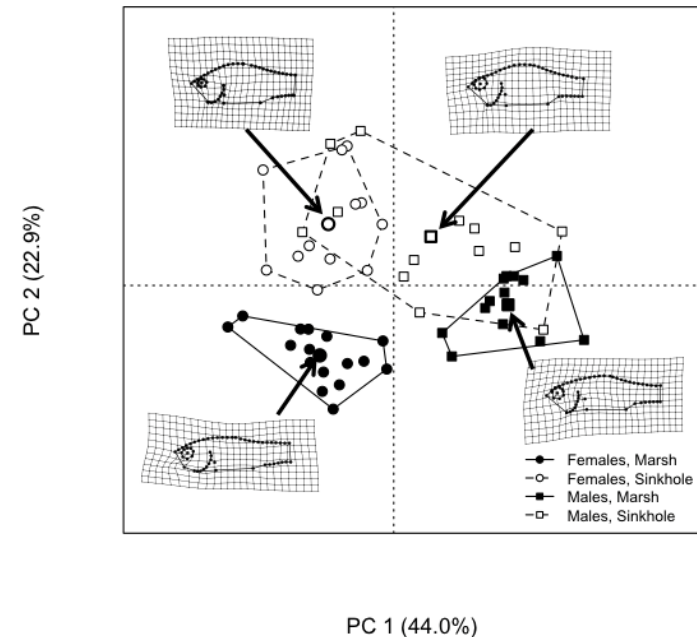 PC 2 (22.9%)
Females, Marsh
Females, Sinkhole
Males, Marsh
Males, Sinkhole
PC 1 (44.0%)